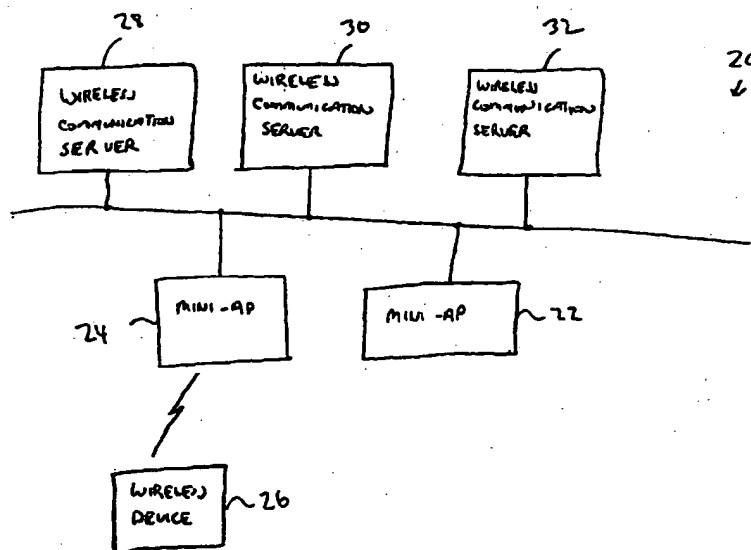 28
30
32
20
WIRELESS
COMMUNICATION
SERVER
WIRELESS
COMMUNICATION
SERVER
WIRELESS
COMMUNICATION
SERVER
24
MINI-AP
MINI-AP
22
WIRELESS
DEVICE
26